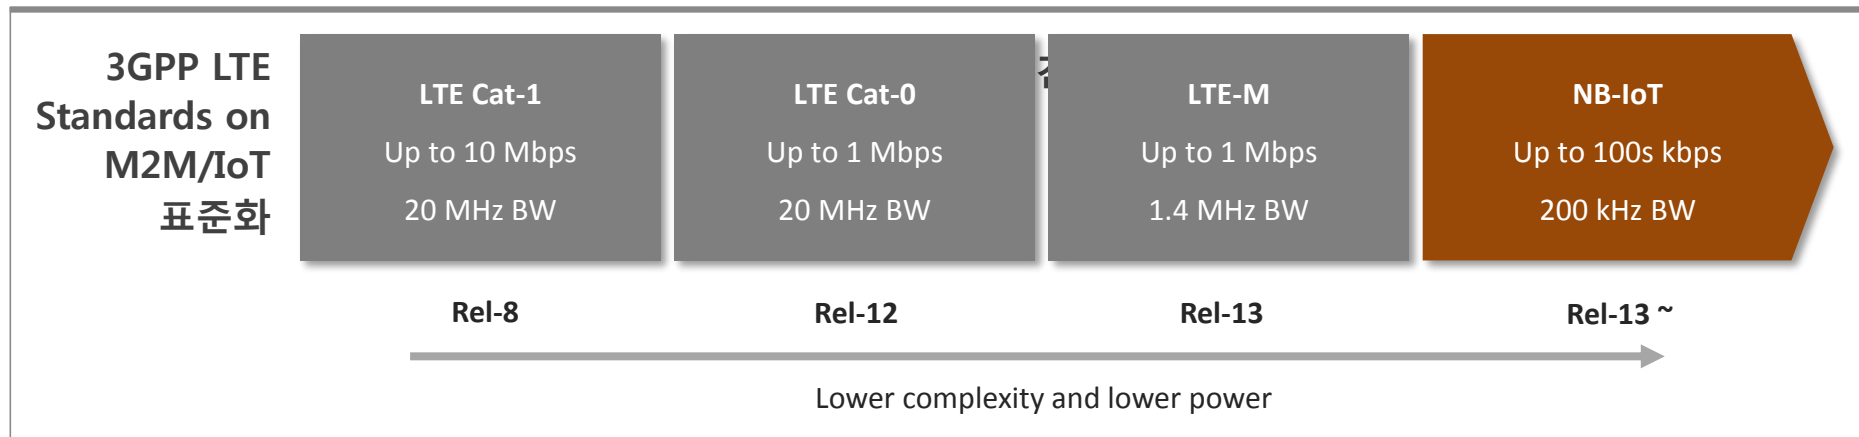 3GPP LTE
Standards on
M2M/IoT
표준화
LTE Cat-1
Up to 10 Mbps
20 MHz BW
LTE Cat-0
Up to 1 Mbps
20 MHz BW
LTE-M
Up to 1 Mbps
1.4 MHz BW
NB-IoT
Up to 100s kbps
200 kHz BW
Rel-8
Rel-12
Rel-13
Rel-13 ~
Lower complexity and lower power